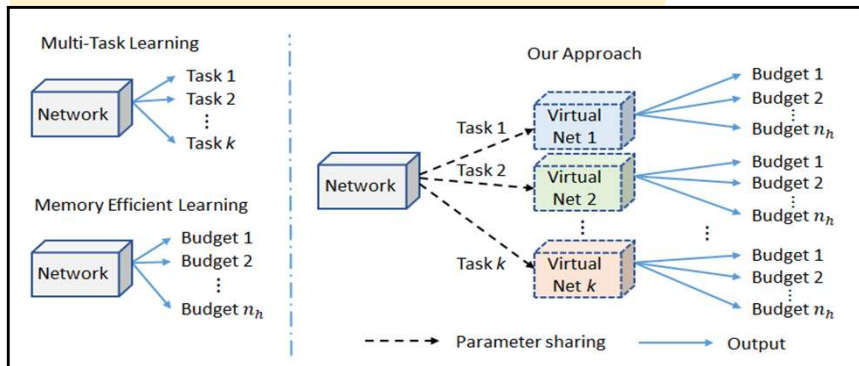 Multi-Task Learning
Network
Task 1
Task 2
⋮
Task k
Memory Efficient Learning
Network
Budget 1
Budget 2
⋮
Budget n_h
Our Approach
Network
Task 1
Task 2
Task k
Virtual
Net 1
Virtual
Net 2
⋮
Virtual
Net k
Budget 1
Budget 2
⋮
Budget n_h
Budget 1
Budget 2
⋮
Budget n_h
⋮
Budget 1
Budget 2
⋮
Budget n_h
Parameter sharing
Output